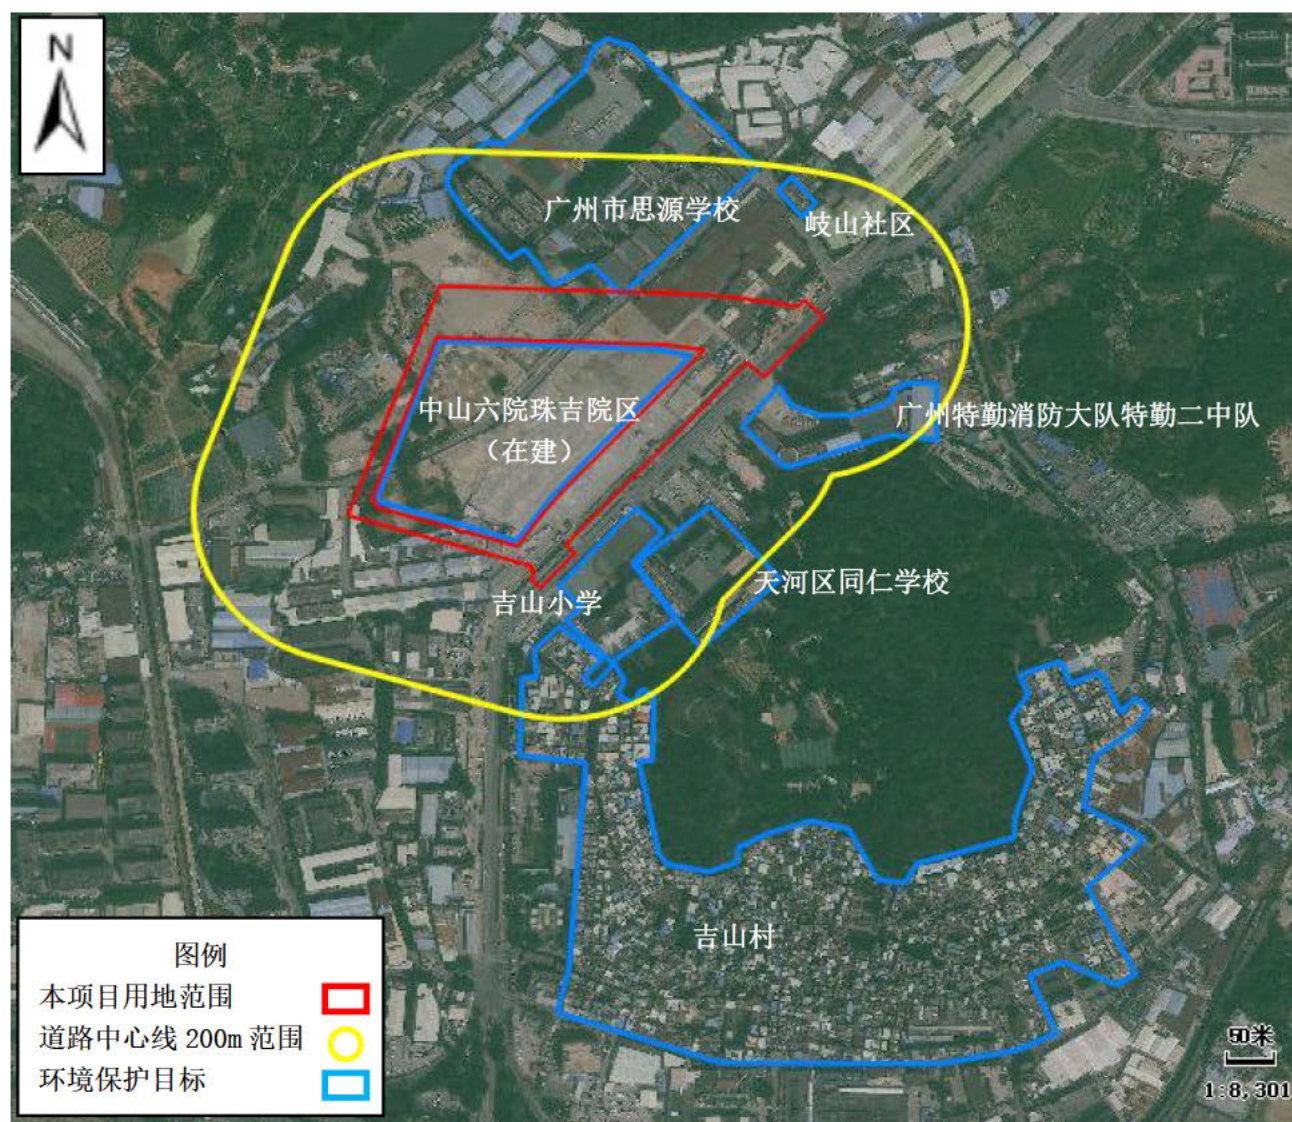 N
广州市思源学校
岐山社区
中山六院珠吉院区
（在建）
广州特勤消防大队特勤二中队
天河区同仁学校
吉山小学
吉山村
图例
本项目用地范围
道路中心线 200m 范围
环境保护目标
50米
1:8,301